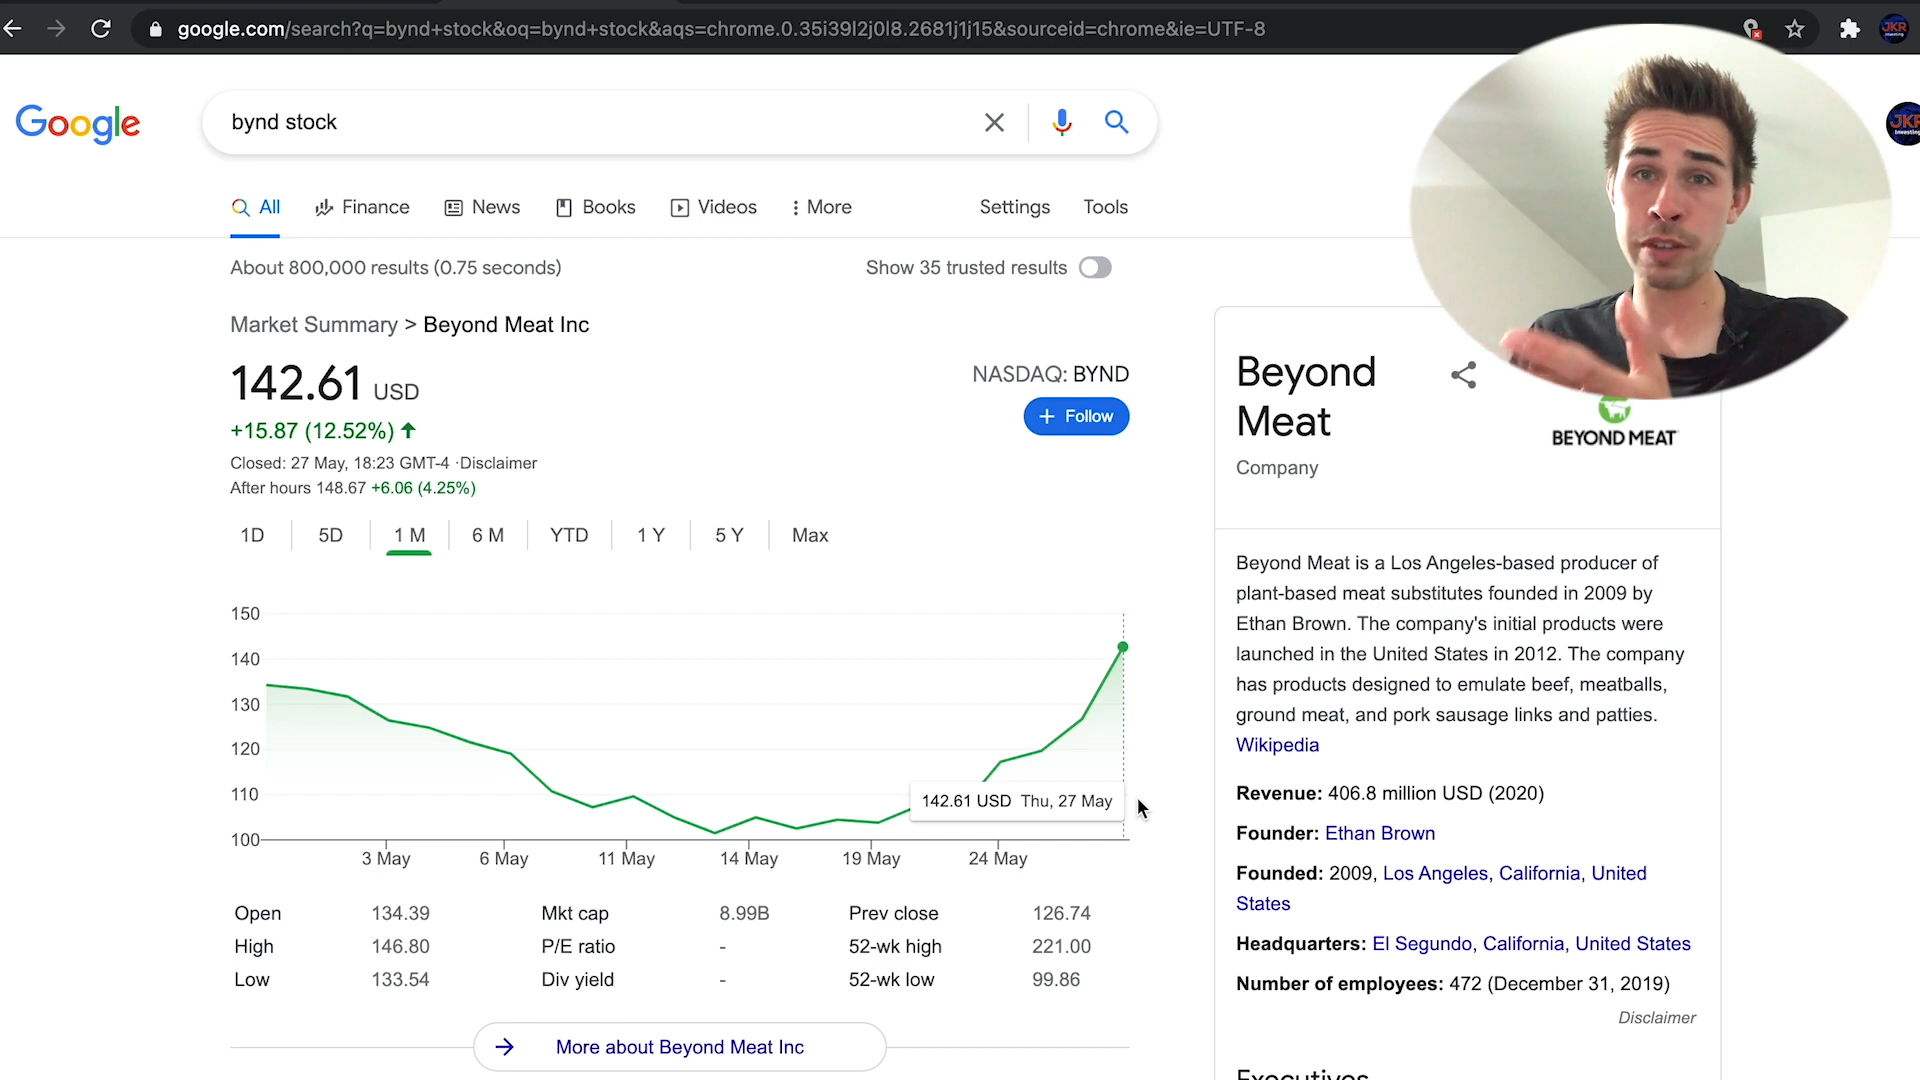 google.com/search?q=bynd+stock&oq=bynd+stock&aqs=chrome.0.35i39l2j0l8.2681j1j15&sourceid=chrome&ie=UTF-8
JKR
Investing
Google
bynd stock
JKR
Investing
All
Finance
News
Books
Videos
More
Settings
Tools
About 800,000 results (0.75 seconds)
Show 35 trusted results
Market Summary > Beyond Meat Inc
142.61 USD
NASDAQ: BYND
+ Follow
+15.87 (12.52%)
Closed: 27 May, 18:23 GMT-4 ·Disclaimer
After hours 148.67 +6.06 (4.25%)
1D
5D
1 M
6 M
YTD
1 Y
5 Y
Max
150
140
130
120
110
100
142.61 USD Thu, 27 May
3 May
6 May
11 May
14 May
19 May
24 May
Open 134.39
Mkt cap 8.99B
Prev close 126.74
High 146.80
P/E ratio -
52-wk high 221.00
Low 133.54
Div yield -
52-wk low 99.86
More about Beyond Meat Inc
Beyond
Meat
Company
BEYOND MEAT
Beyond Meat is a Los Angeles-based producer of
plant-based meat substitutes founded in 2009 by
Ethan Brown. The company's initial products were
launched in the United States in 2012. The company
has products designed to emulate beef, meatballs,
ground meat, and pork sausage links and patties.
Wikipedia
Revenue: 406.8 million USD (2020)
Founder: Ethan Brown
Founded: 2009, Los Angeles, California, United
States
Headquarters: El Segundo, California, United States
Number of employees: 472 (December 31, 2019)
Disclaimer
Executives